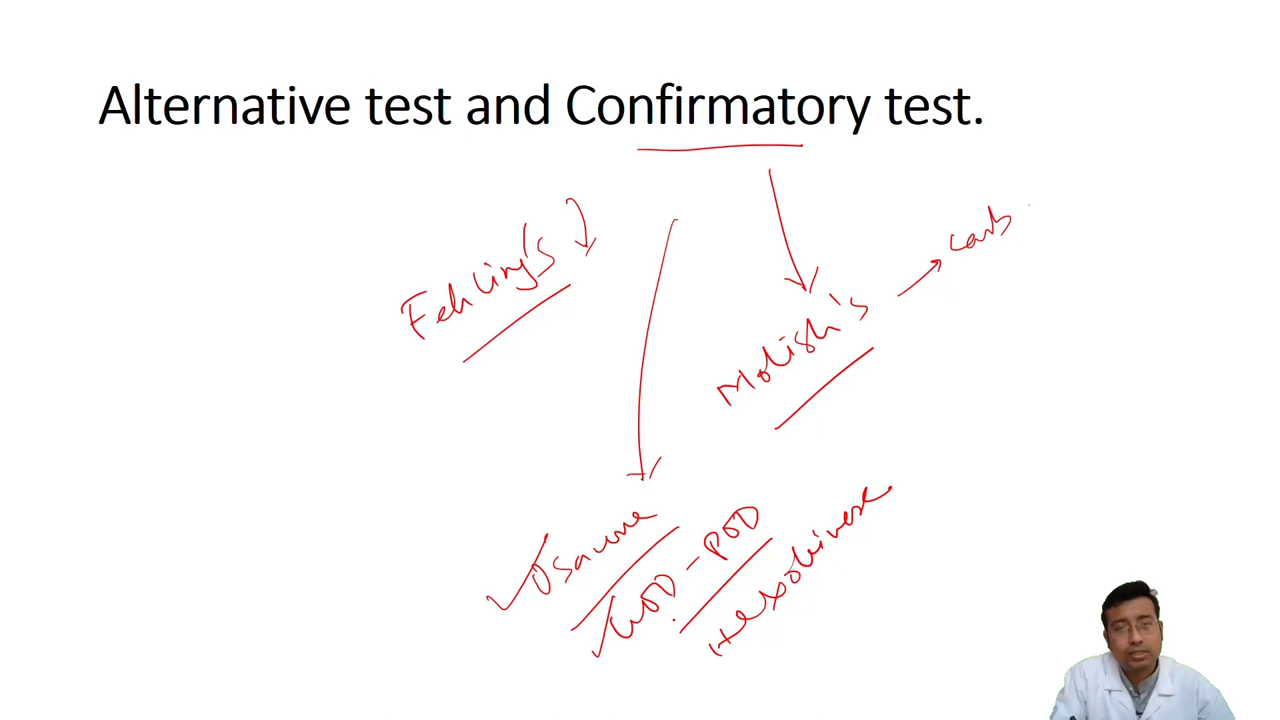 Alternative test and Confirmatory test.
Fehling's
Molish's → carb
Osazone
GOD - POD
Hexokinase